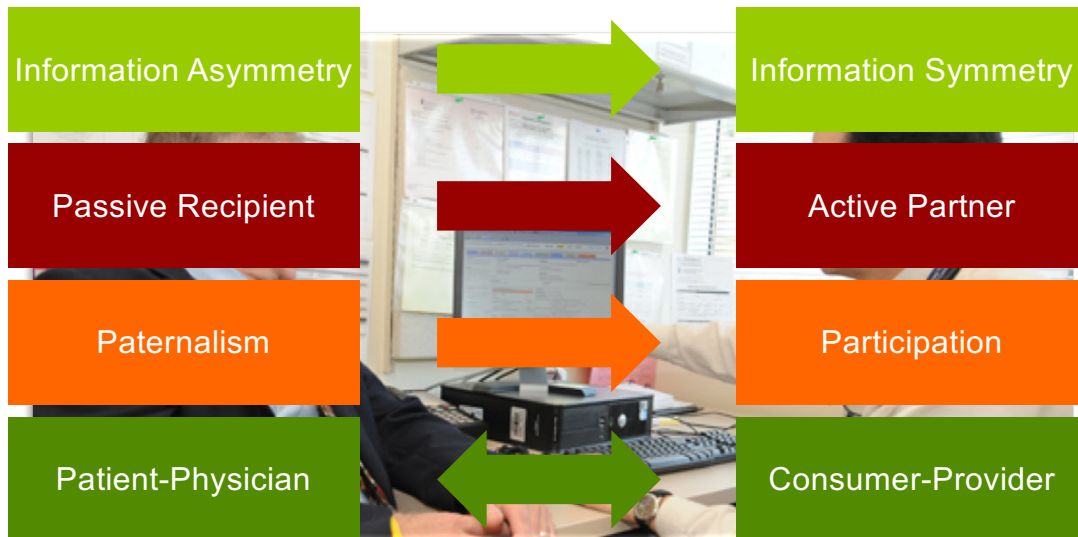 Information Asymmetry
Information Symmetry
Passive Recipient
Active Partner
Paternalism
Participation
Patient-Physician
Consumer-Provider